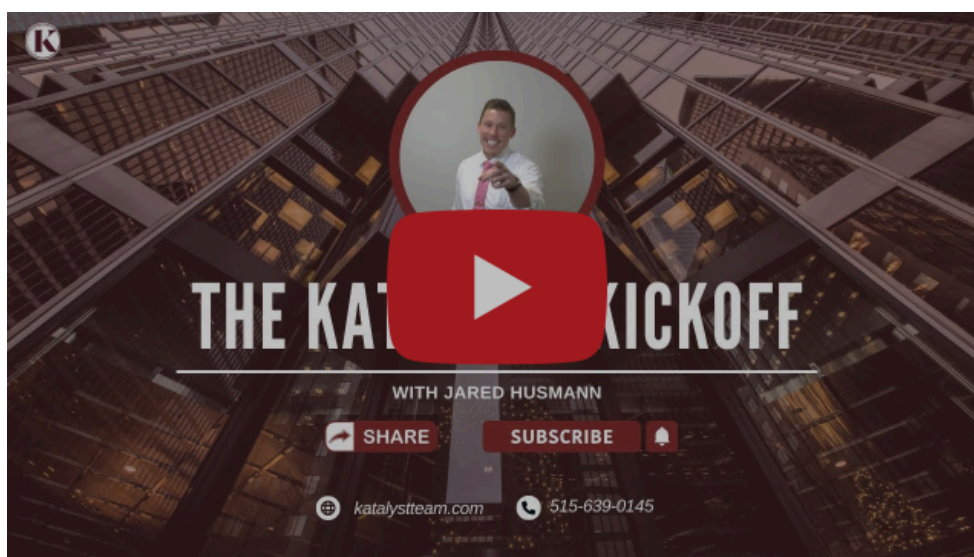 K
THE KAT KICKOFF
WITH JARED HUSMANN
SHARE
SUBSCRIBE
katalystteam.com
515-639-0145